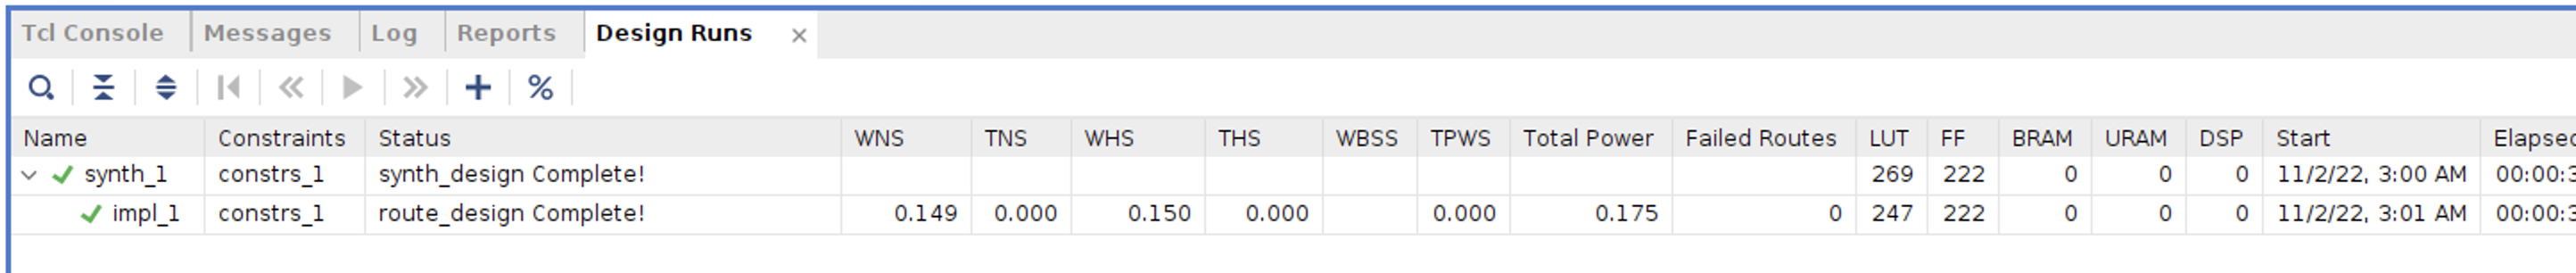 Tcl Console Messages Log Reports Design Runs ×
%
Name Constraints Status WNS TNS WHS THS WBSS TPWS Total Power Failed Routes LUT FF BRAM URAM DSP Start Elapsed
synth_1 constrs_1 synth_design Complete! 269 222 0 0 0 11/2/22, 3:00 AM 00:00:3
impl_1 constrs_1 route_design Complete! 0.149 0.000 0.150 0.000 0.000 0.175 0 247 222 0 0 0 11/2/22, 3:01 AM 00:00:3